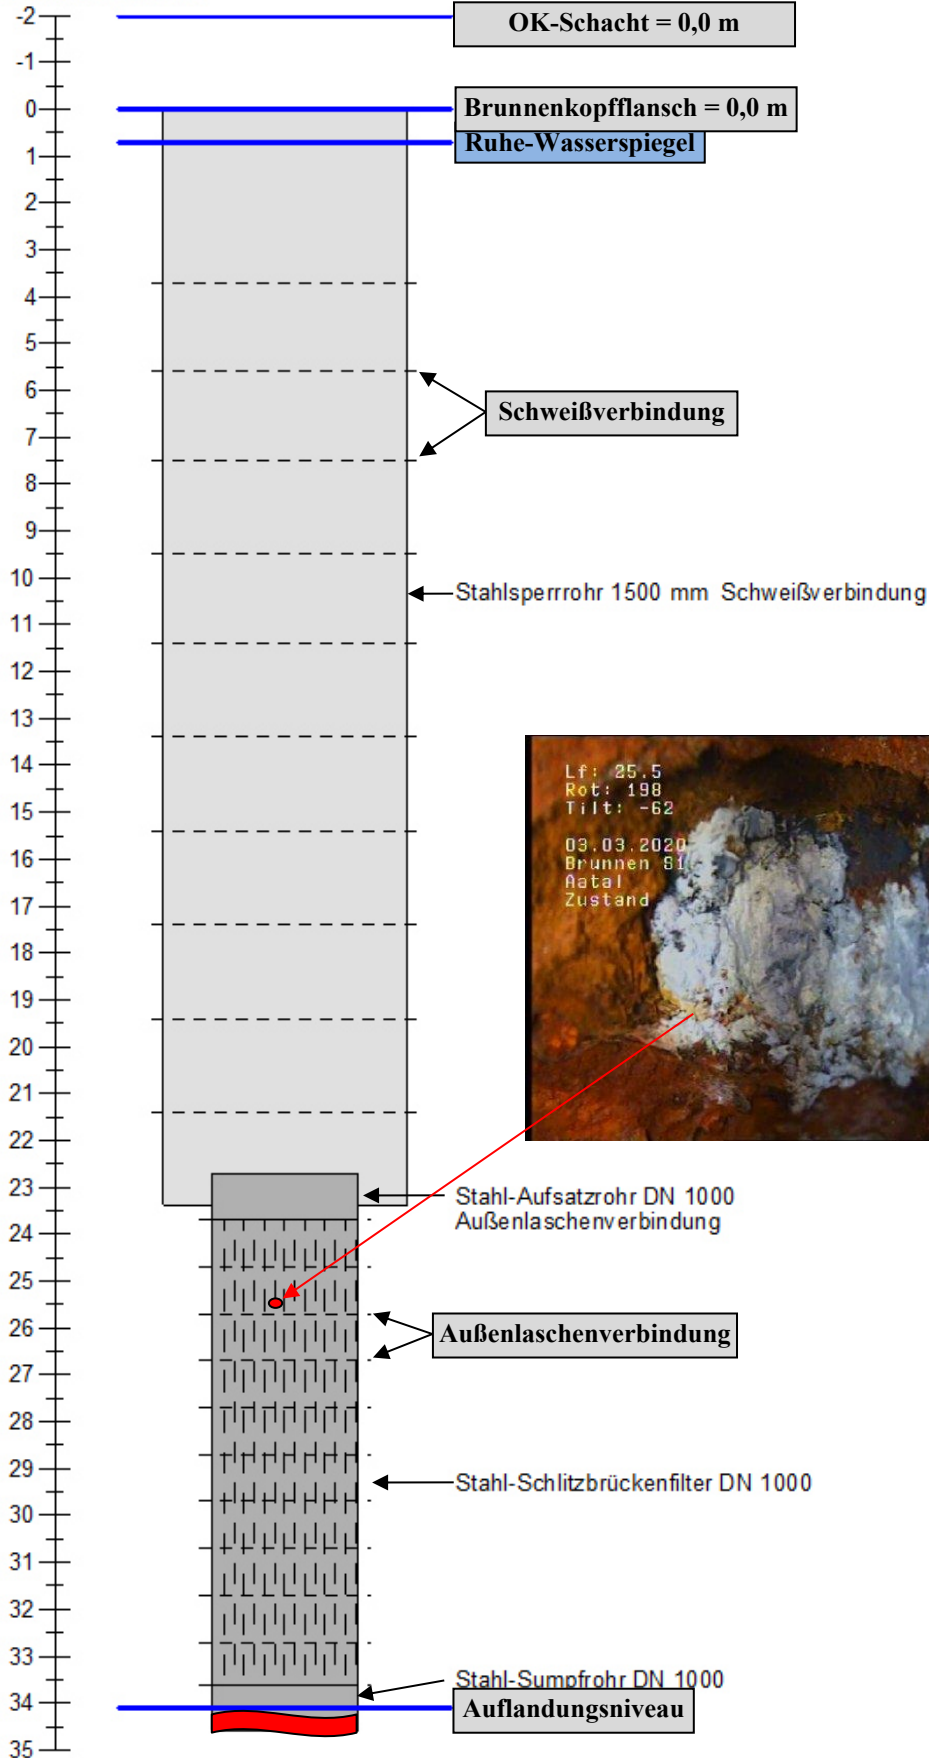 -2
OK-Schacht = 0,0 m
-1
0
Brunnenkopfflansch = 0,0 m
Ruhe-Wasserspiegel
1
2
3
4
5
6
Schweißverbindung
7
8
9
10
Stahlsperrrohr 1500 mm Schweißverbindung
11
12
13
14
Lf: 25.5
Rot: 198
Tilt: -62
03.03.2020
Brunnen S1
Aatal
Zustand
15
16
17
18
19
20
21
22
23
Stahl-Aufsatzrohr DN 1000
Außenlaschenverbindung
24
25
26
Außenlaschenverbindung
27
28
29
Stahl-Schlitzbrückenfilter DN 1000
30
31
32
33
Stahl-Sumpfrohr DN 1000
34
Auflandungsniveau
35